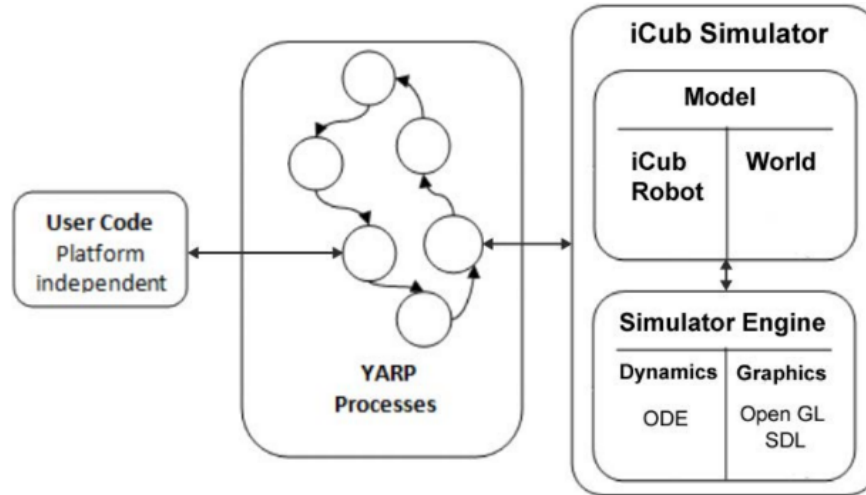 User Code
Platform
independent
YARP
Processes
iCub Simulator
Model
iCub
Robot
World
Simulator Engine
Dynamics
ODE
Graphics
Open GL
SDL